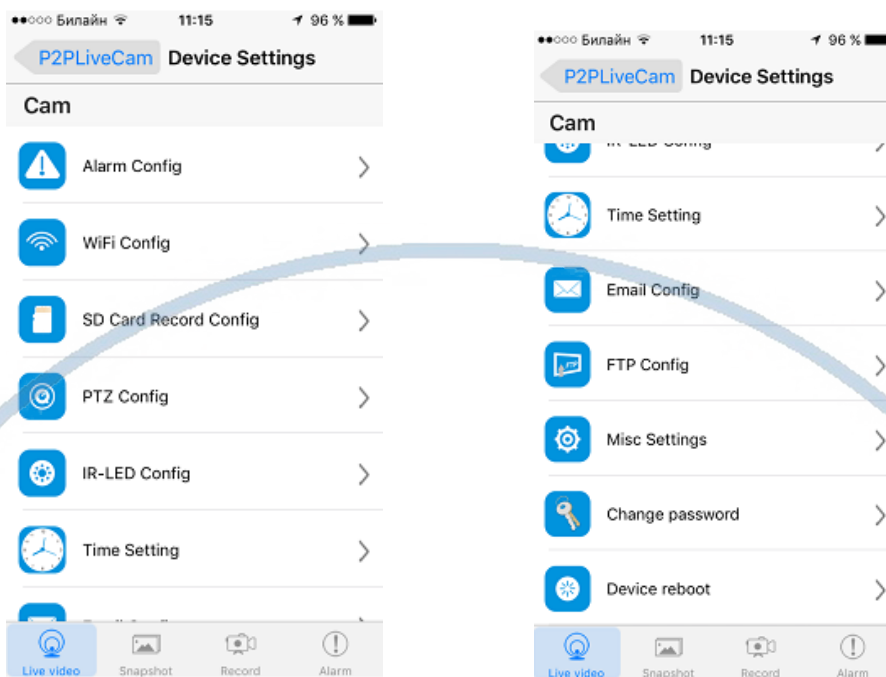 Билайн 11:15 96 %
P2PLiveCam Device Settings
Cam
Alarm Config
WiFi Config
SD Card Record Config
PTZ Config
IR-LED Config
Time Setting
Live video Snapshot Record Alarm
Билайн 11:15 96 %
P2PLiveCam Device Settings
Cam
Time Setting
Email Config
FTP Config
FTP
Misc Settings
Change password
Device reboot
Live video Snapshot Record Alarm